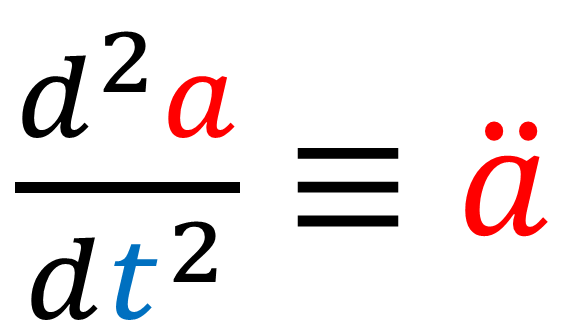 d²a
dt² ≡ ä